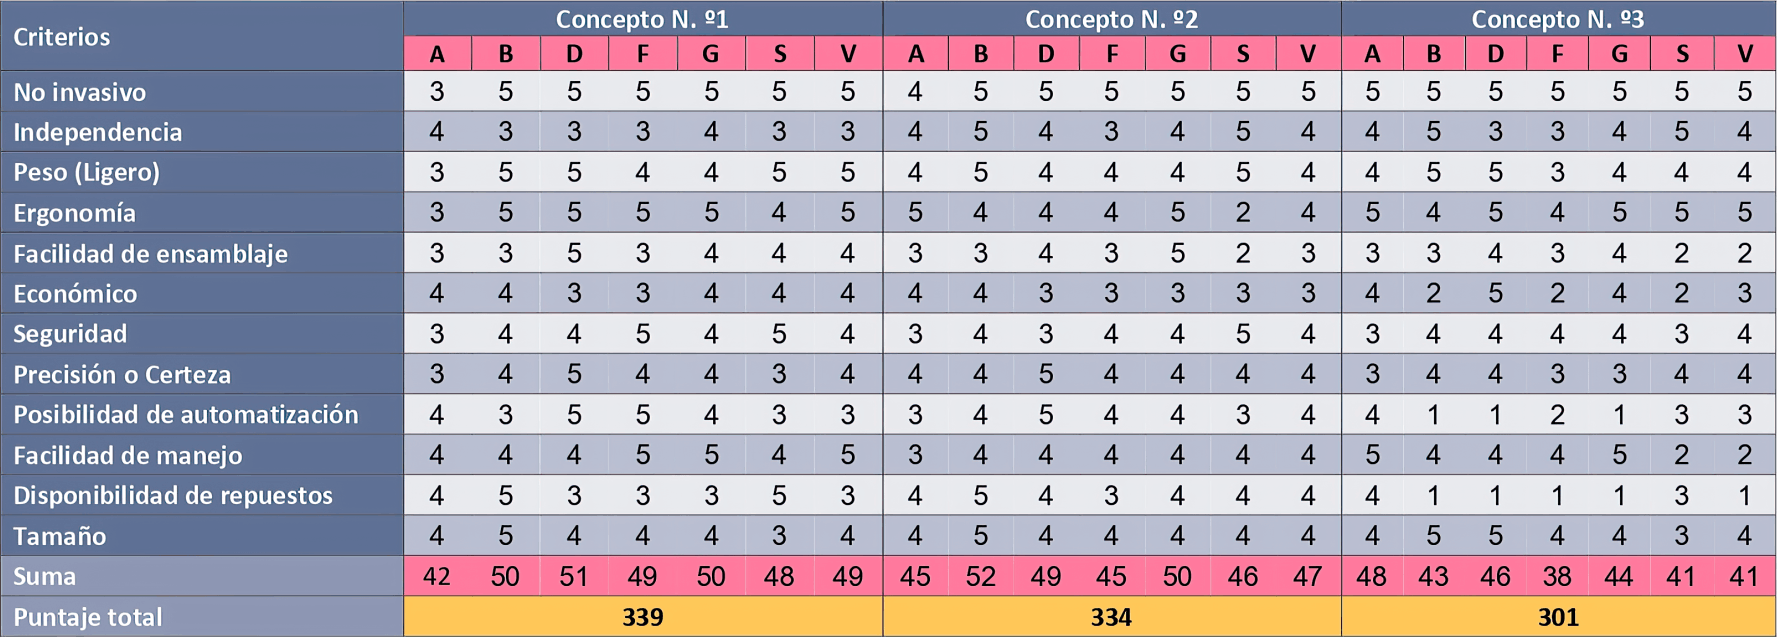 Criterios Concepto N. º1 Concepto N. º2 Concepto N. º3
A B D F G S V A B D F G S V A B D F G S V
No invasivo 3 5 5 5 5 5 5 4 5 5 5 5 5 5 5 5 5 5 5 5 5
Independencia 4 3 3 3 4 3 3 4 5 4 3 4 5 4 4 5 3 3 4 5 4
Peso (Ligero) 3 5 5 4 4 5 5 4 5 4 4 4 5 4 4 5 5 3 4 4 4
Ergonomía 3 5 5 5 5 4 5 5 4 4 4 5 2 4 5 4 5 4 5 5 5
Facilidad de ensamblaje 3 3 5 3 4 4 4 3 3 4 3 5 2 3 3 3 4 3 4 2 2
Económico 4 4 3 3 4 4 4 4 4 3 3 3 3 3 4 2 5 2 4 2 3
Seguridad 3 4 4 5 4 5 4 3 4 3 4 4 5 4 3 4 4 4 4 3 4
Precisión o Certeza 3 4 5 4 4 3 4 4 4 5 4 4 4 4 3 4 4 3 3 4 4
Posibilidad de automatización 4 3 5 5 4 3 3 3 4 5 4 4 3 4 4 1 1 2 1 3 3
Facilidad de manejo 4 4 4 5 5 4 5 3 4 4 4 4 4 4 5 4 4 4 5 2 2
Disponibilidad de repuestos 4 5 3 3 3 5 3 4 5 4 3 4 4 4 4 1 1 1 1 3 1
Tamaño 4 5 4 4 4 3 4 4 5 4 4 4 4 4 4 5 5 4 4 3 4
Suma 42 50 51 49 50 48 49 45 52 49 45 50 46 47 48 43 46 38 44 41 41
Puntaje total 339 334 301